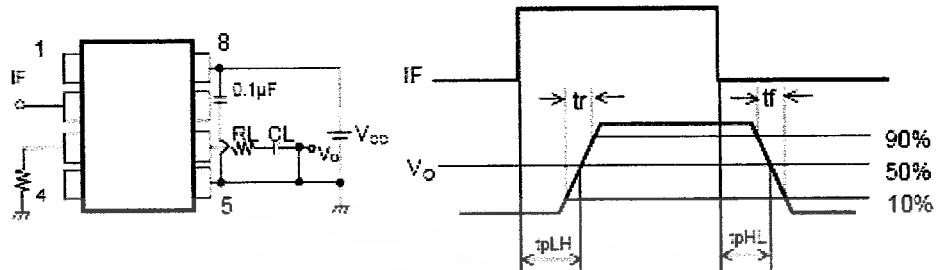 1
8
IF
0.1µF
RL
CL
Vo
VDD
4
5
IF
tr
tf
90%
VO
50%
10%
tpLH
tpHL